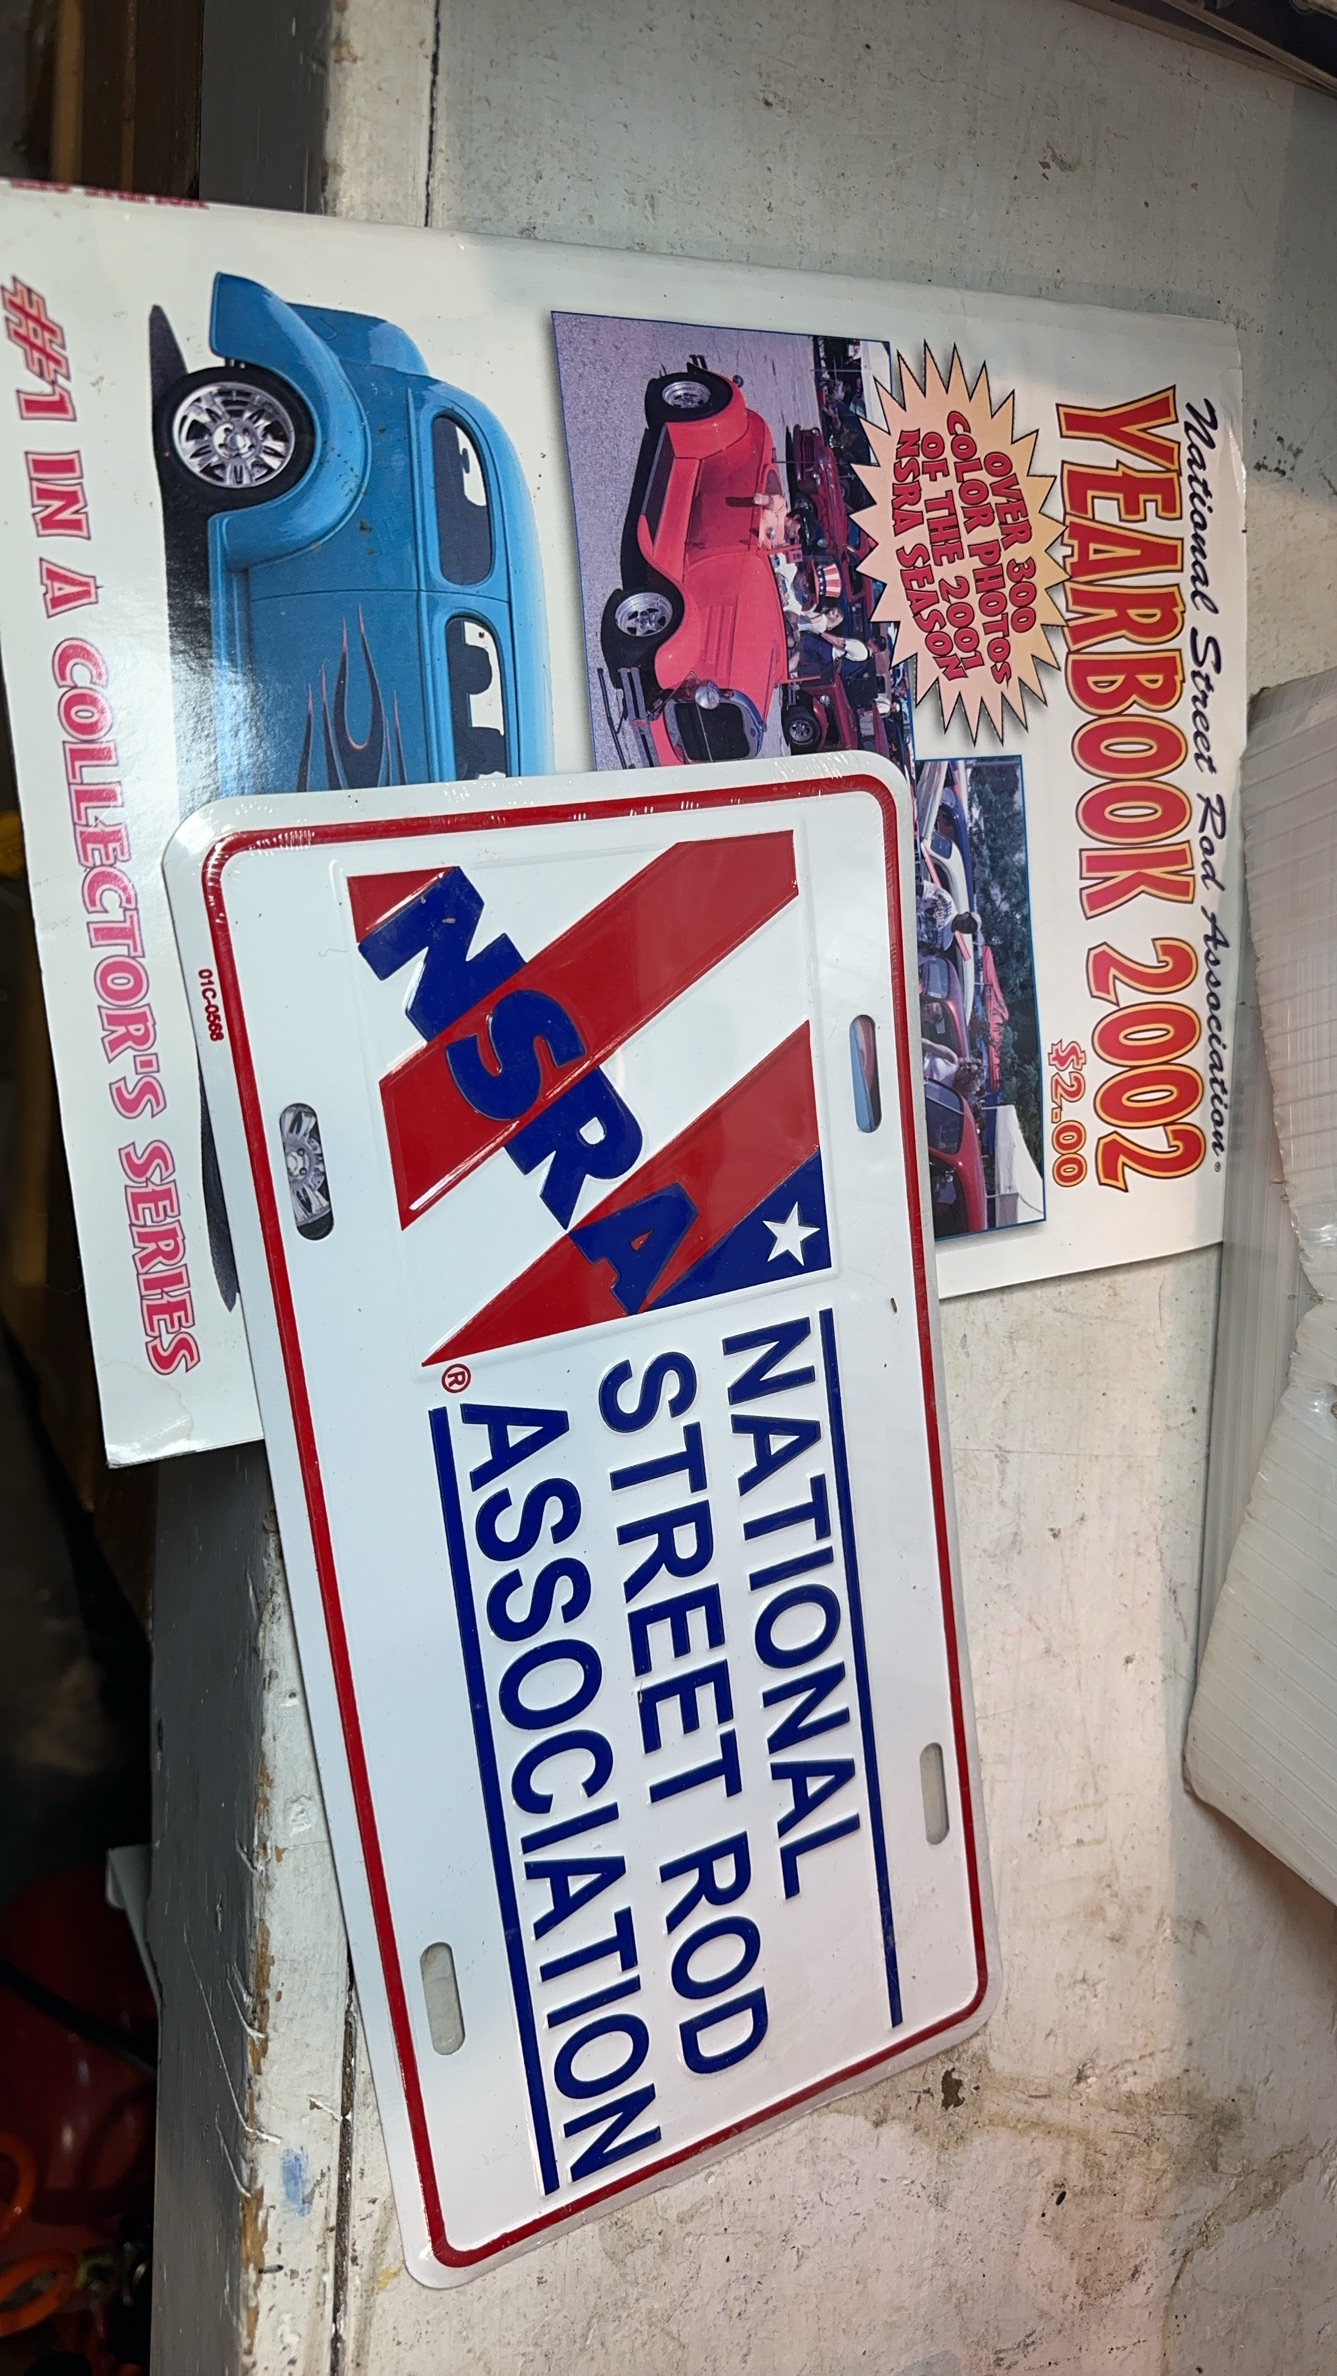 National Street Rod Association®
YEARBOOK 2002
$2.00
OVER 300
COLOR PHOTOS
OF THE 2001
NSRA SEASON
#1 IN A COLLECTOR'S SERIES
NSRA
®
NATIONAL
STREET ROD
ASSOCIATION
01C-0568